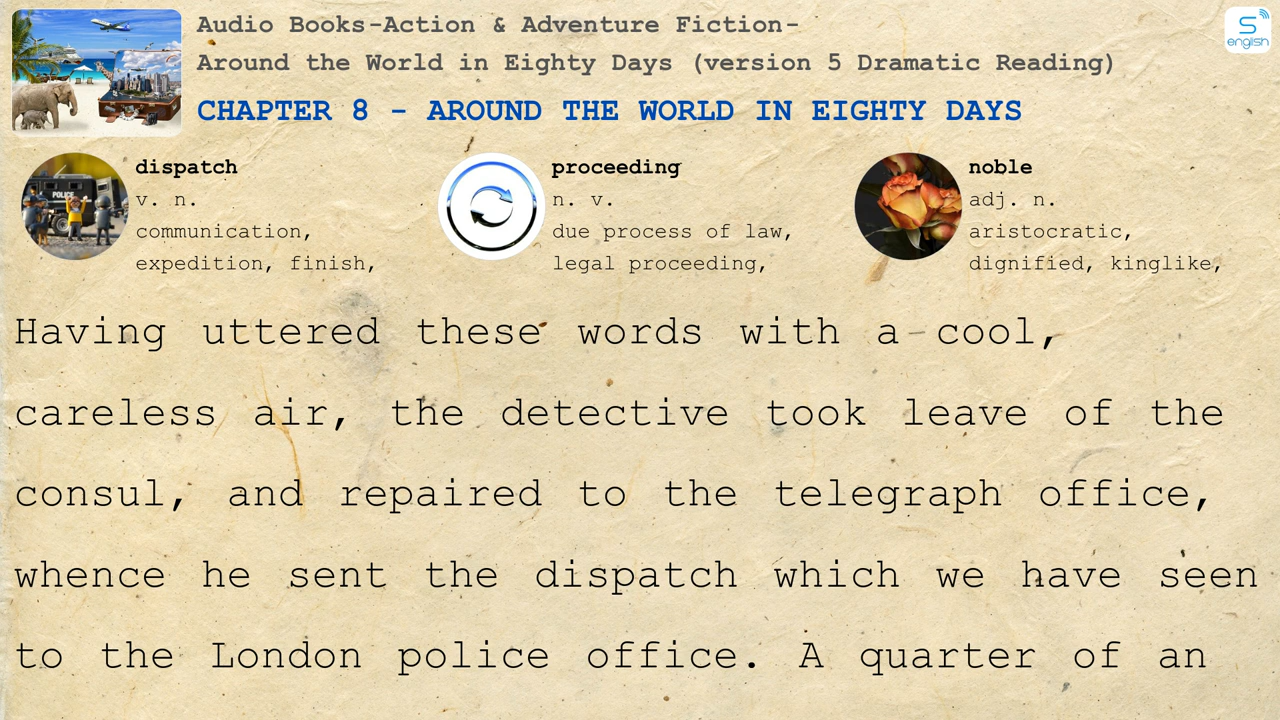 Audio Books-Action & Adventure Fiction-
Around the World in Eighty Days (version 5 Dramatic Reading)
CHAPTER 8 - AROUND THE WORLD IN EIGHTY DAYS
S
english
dispatch
v. n.
communication,
expedition, finish,
POLICE
proceeding
n. v.
due process of law,
legal proceeding,
noble
adj. n.
aristocratic,
dignified, kinglike,
Having uttered these words with a cool,
careless air, the detective took leave of the
consul, and repaired to the telegraph office,
whence he sent the dispatch which we have seen
to the London police office. A quarter of an